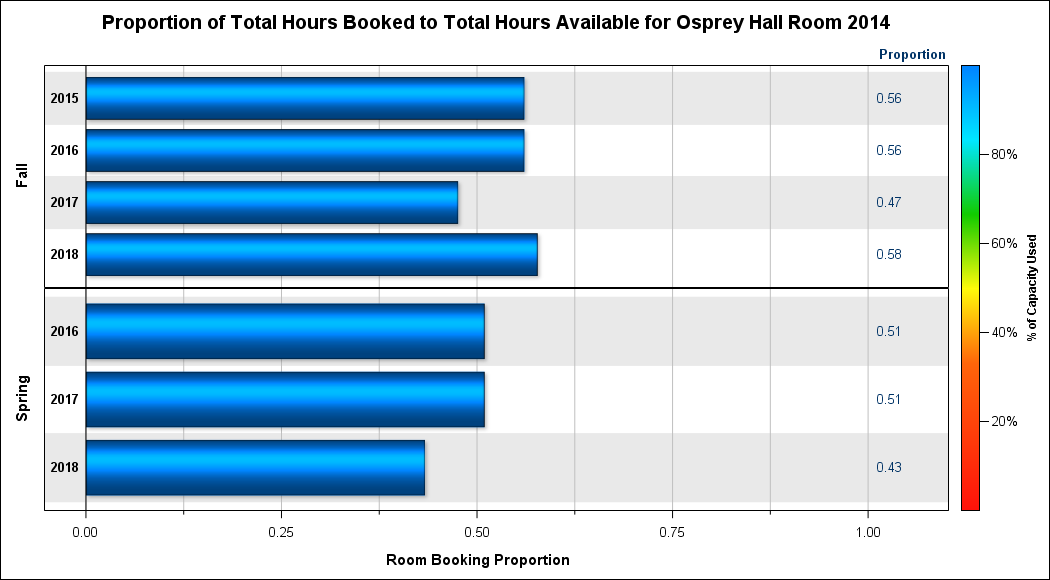 Proportion of Total Hours Booked to Total Hours Available for Osprey Hall Room 2014
Proportion
Fall
2015 0.56
2016 0.56
2017 0.47
2018 0.58
Spring
2016 0.51
2017 0.51
2018 0.43
0.00 0.25 0.50 0.75 1.00
Room Booking Proportion
80%
60%
40%
20%
% of Capacity Used